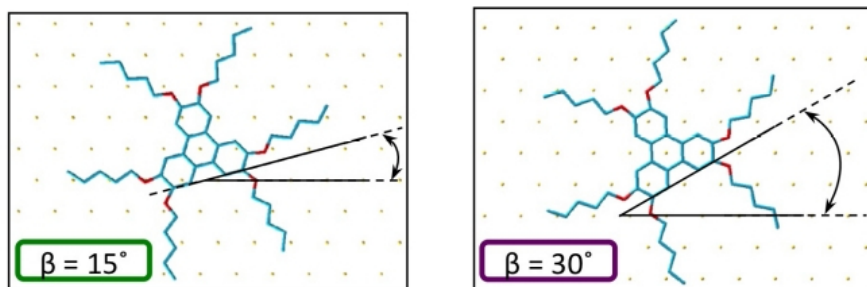 β = 15˚
β = 30˚